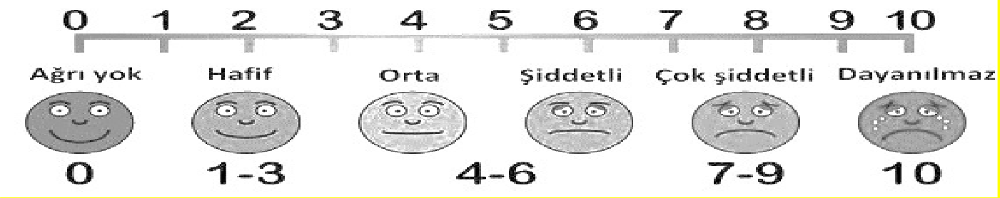 0 1 2 3 4 5 6 7 8 9 10
Ağrı yok Hafif Orta Şiddetli Çok şiddetli Dayanılmaz
0 1-3 4-6 7-9 10